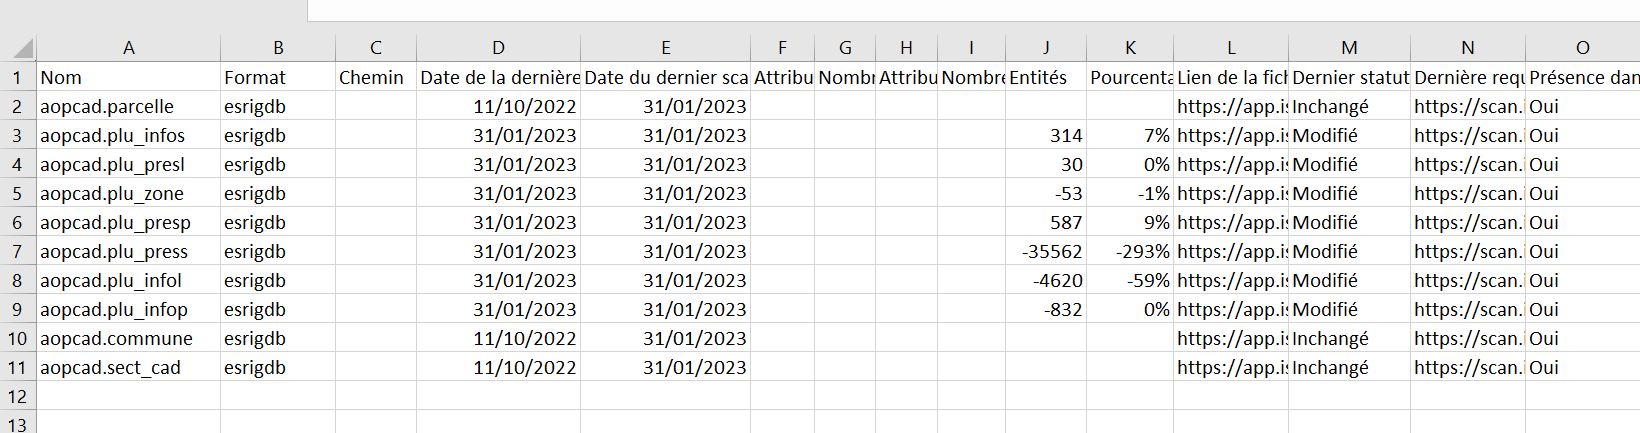 A B C D E F G H I J K L M N O
1 Nom Format Chemin Date de la dernière Date du dernier sca Attribu Nombr Attribu Nombre Entités Pourcenta Lien de la fich Dernier statut Dernière requ Présence dan
2 aopcad.parcelle esrigdb 11/10/2022 31/01/2023 https://app.is Inchangé https://scan.i Oui
3 aopcad.plu_infos esrigdb 31/01/2023 31/01/2023 314 7% https://app.is Modifié https://scan.i Oui
4 aopcad.plu_presl esrigdb 31/01/2023 31/01/2023 30 0% https://app.is Modifié https://scan.i Oui
5 aopcad.plu_zone esrigdb 31/01/2023 31/01/2023 -53 -1% https://app.is Modifié https://scan.i Oui
6 aopcad.plu_presp esrigdb 31/01/2023 31/01/2023 587 9% https://app.is Modifié https://scan.i Oui
7 aopcad.plu_press esrigdb 31/01/2023 31/01/2023 -35562 -293% https://app.is Modifié https://scan.i Oui
8 aopcad.plu_infol esrigdb 31/01/2023 31/01/2023 -4620 -59% https://app.is Modifié https://scan.i Oui
9 aopcad.plu_infop esrigdb 31/01/2023 31/01/2023 -832 0% https://app.is Modifié https://scan.i Oui
10 aopcad.commune esrigdb 11/10/2022 31/01/2023 https://app.is Inchangé https://scan.i Oui
11 aopcad.sect_cad esrigdb 11/10/2022 31/01/2023 https://app.is Inchangé https://scan.i Oui
12
13